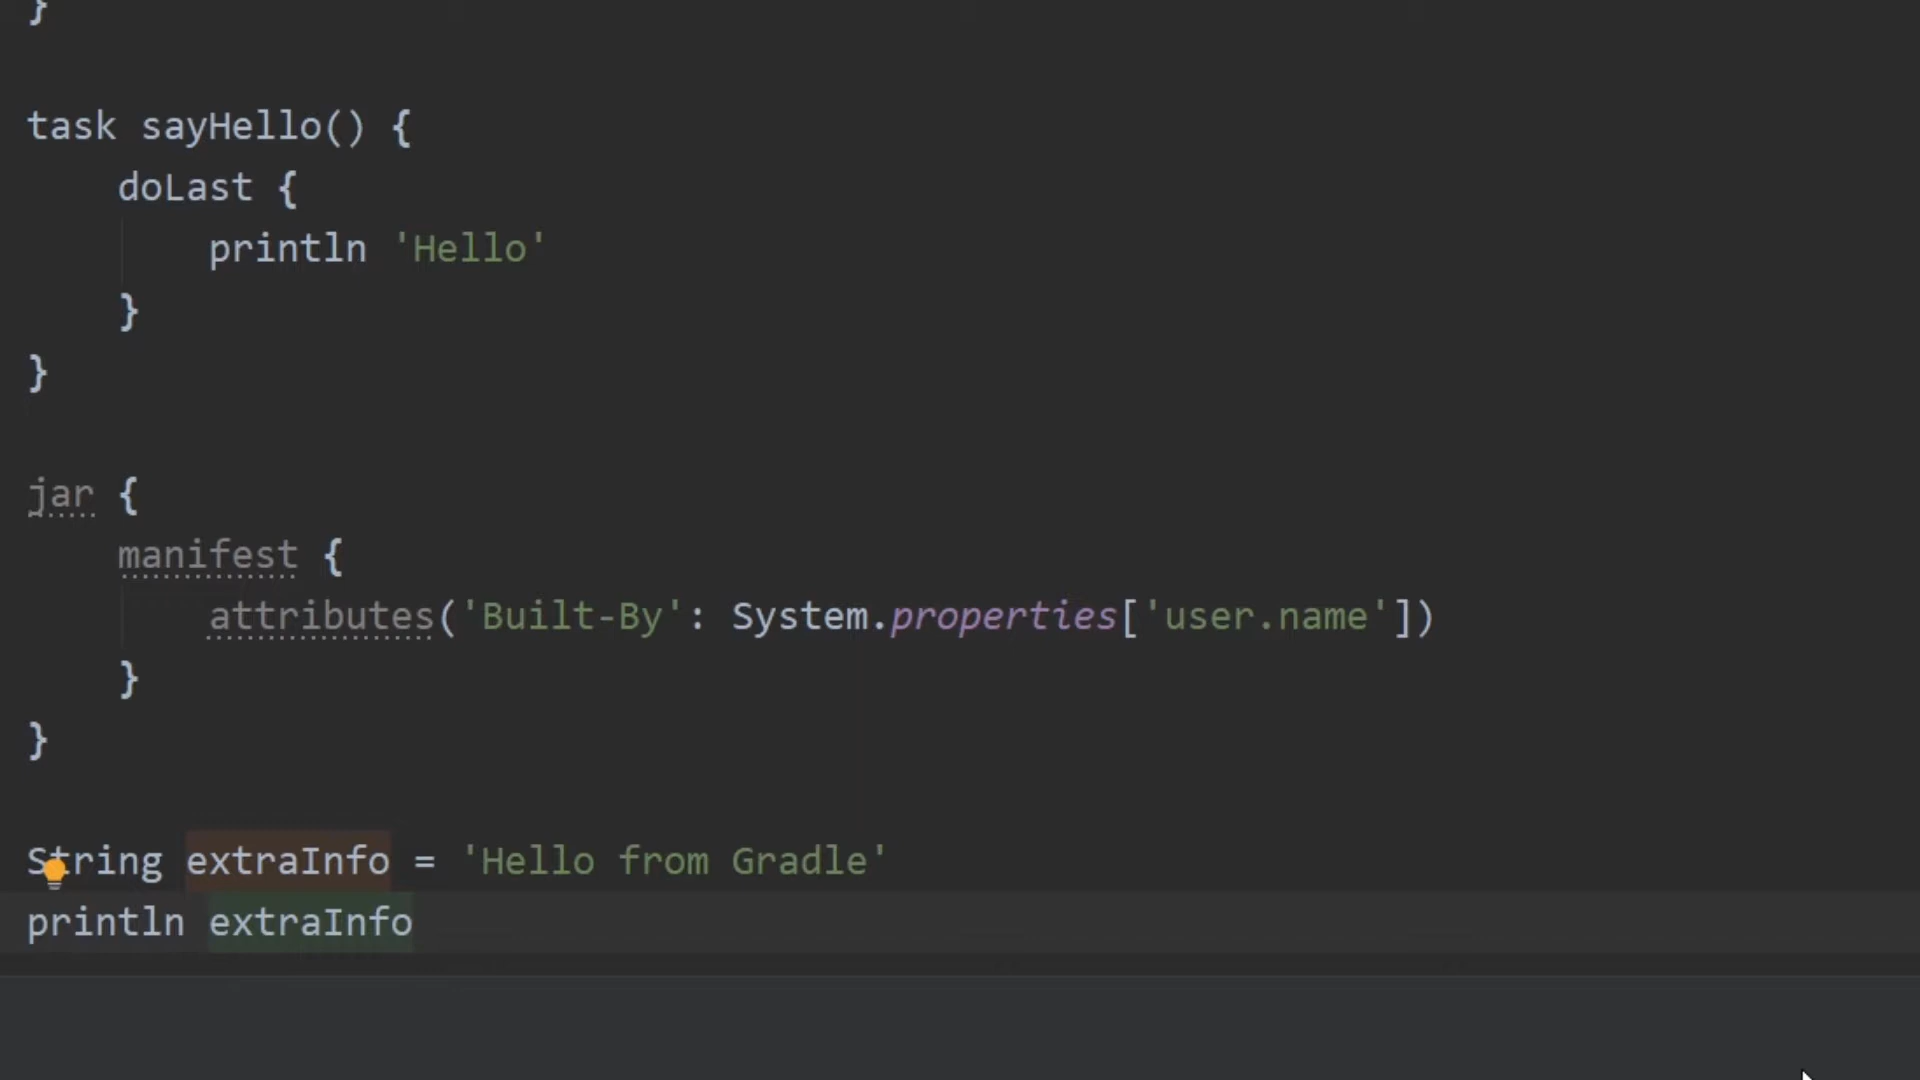 }
task sayHello() {
doLast {
println 'Hello'
}
}
jar {
manifest {
attributes('Built-By': System.properties['user.name'])
}
}
String extraInfo = 'Hello from Gradle'
println extraInfo